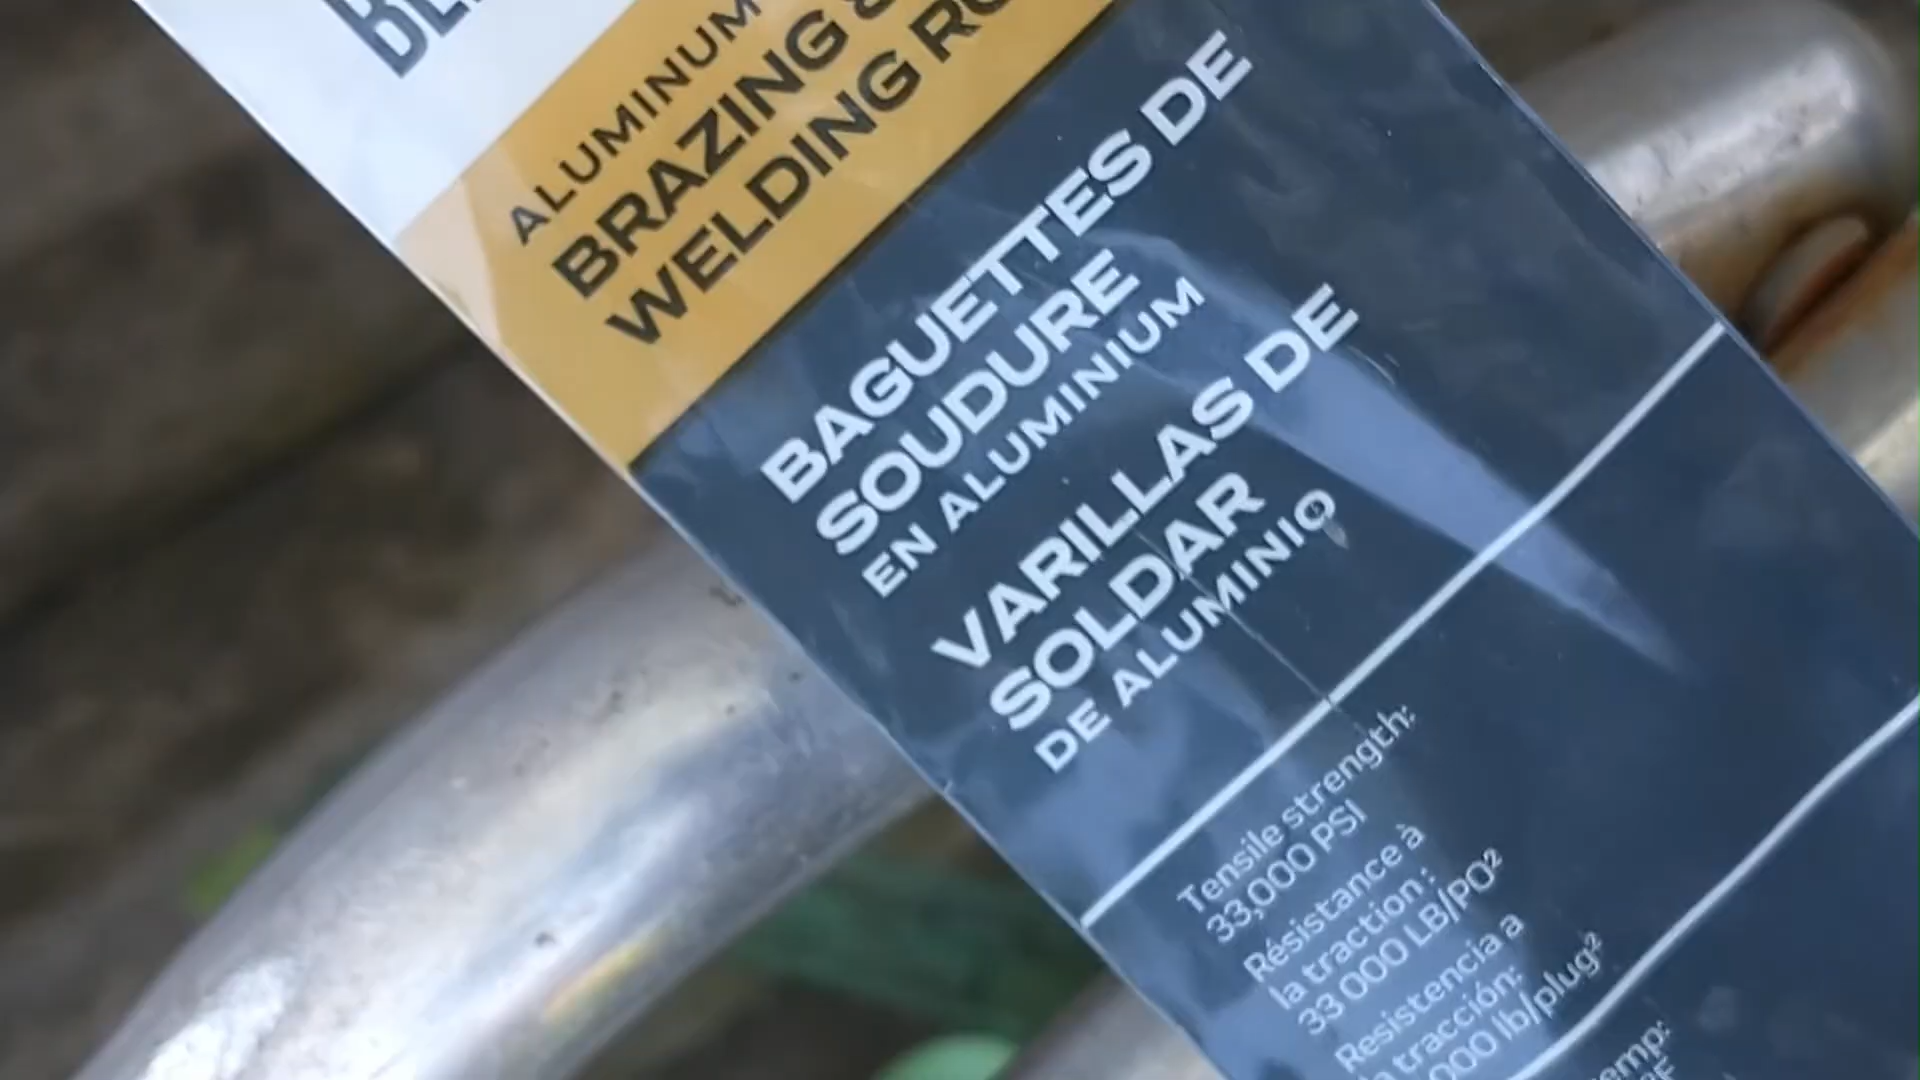 ALUMINUM
BRAZING &
WELDING
BAGUETTES DE
SOUDURE
EN ALUMINIUM
VARILLAS DE
SOLDAR
DE ALUMINIO
Tensile strength:
33,000 PSI
Résistance à
la traction :
33 000 LB/PO²
Resistencia a
la tracción:
000 lb/plug²